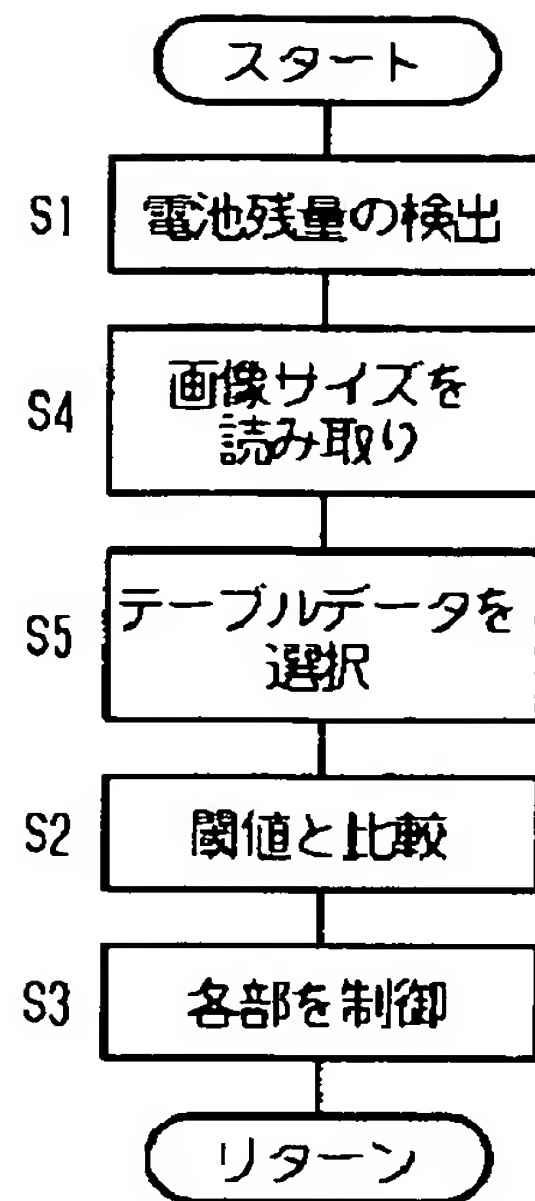 スタート
S1 電池残量の検出
S4 画像サイズを
読み取り
S5 テーブルデータを
選択
S2 閾値と比較
S3 各部を制御
リターン